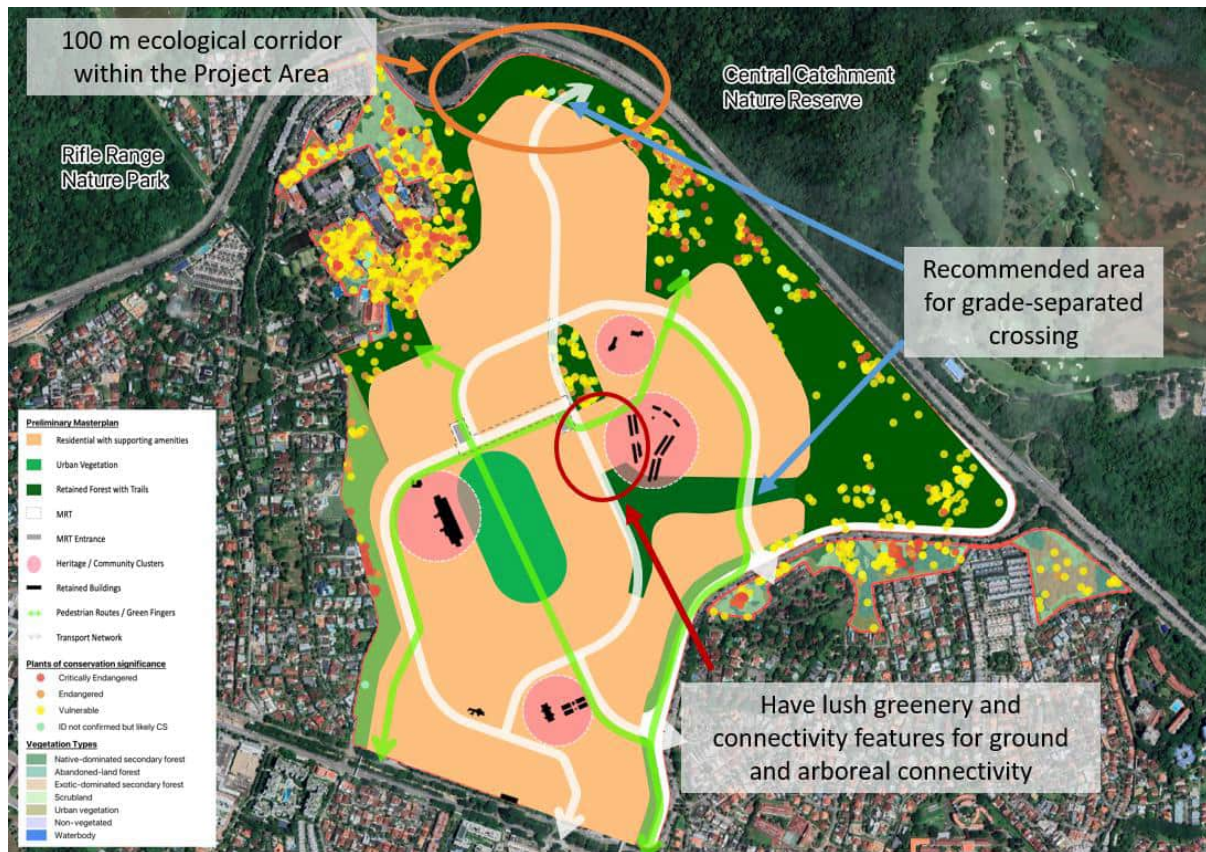 100 m ecological corridor
within the Project Area
Central Catchment
Nature Reserve
Rifle Range
Nature Park
Recommended area
for grade-separated
crossing
Preliminary Masterplan
Residential with supporting amenities
Urban Vegetation
Retained Forest with Trails
MRT
MRT Entrance
Heritage / Community Clusters
Retained Buildings
Pedestrian Routes / Green Fingers
Transport Network
Plants of conservation significance
Critically Endangered
Endangered
Vulnerable
ID not confirmed but likely CS
Vegetation Types
Native-dominated secondary forest
Abandoned-land forest
Exotic-dominated secondary forest
Scrubland
Urban vegetation
Non-vegetated
Waterbody
Have lush greenery and
connectivity features for ground
and arboreal connectivity